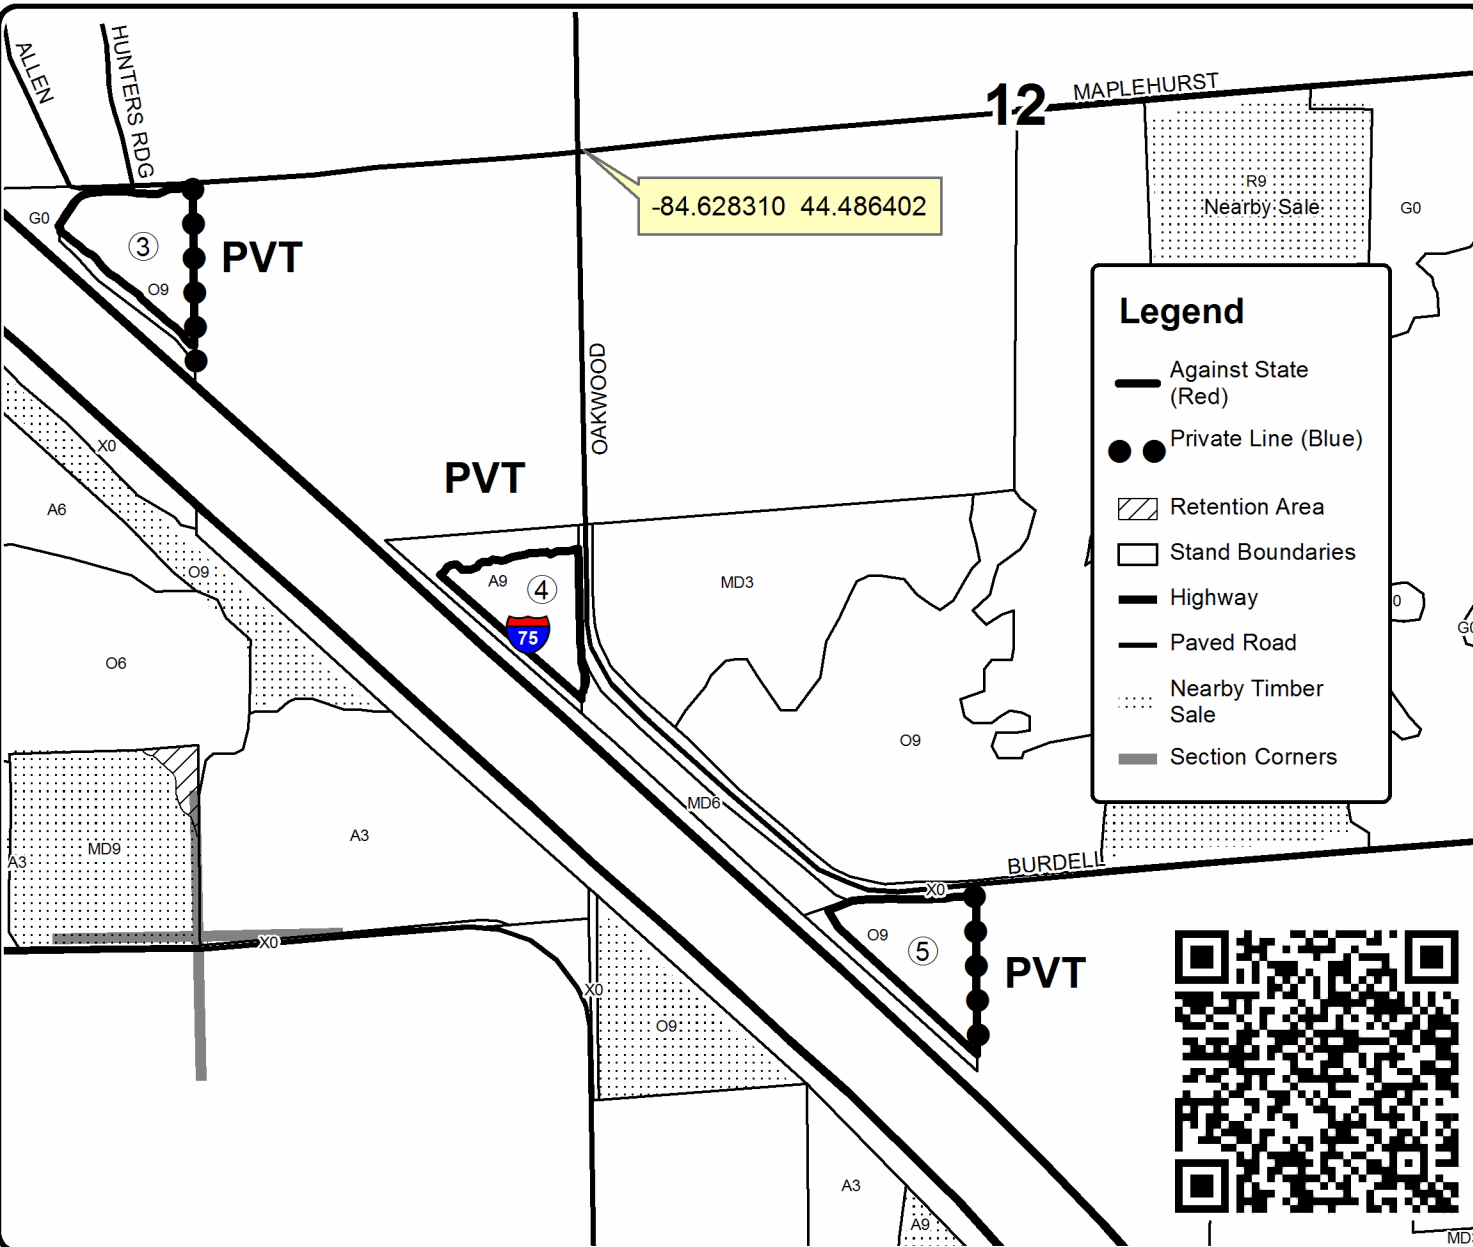 ALLEN
HUNTERS RDG
12
MAPLEHURST
-84.628310 44.486402
R9
Nearby Sale
G0
G0
3
PVT
O9
Legend
Against State
(Red)
Private Line (Blue)
Retention Area
Stand Boundaries
Highway
Paved Road
Nearby Timber
Sale
Section Corners
OAKWOOD
X0
PVT
A6
O9
A9
4
75
MD3
0
G0
O6
O9
MD6
MD9
A3
A3
BURDELL
X0
O9
5
PVT
X0
X0
O9
A3
A9
MD3